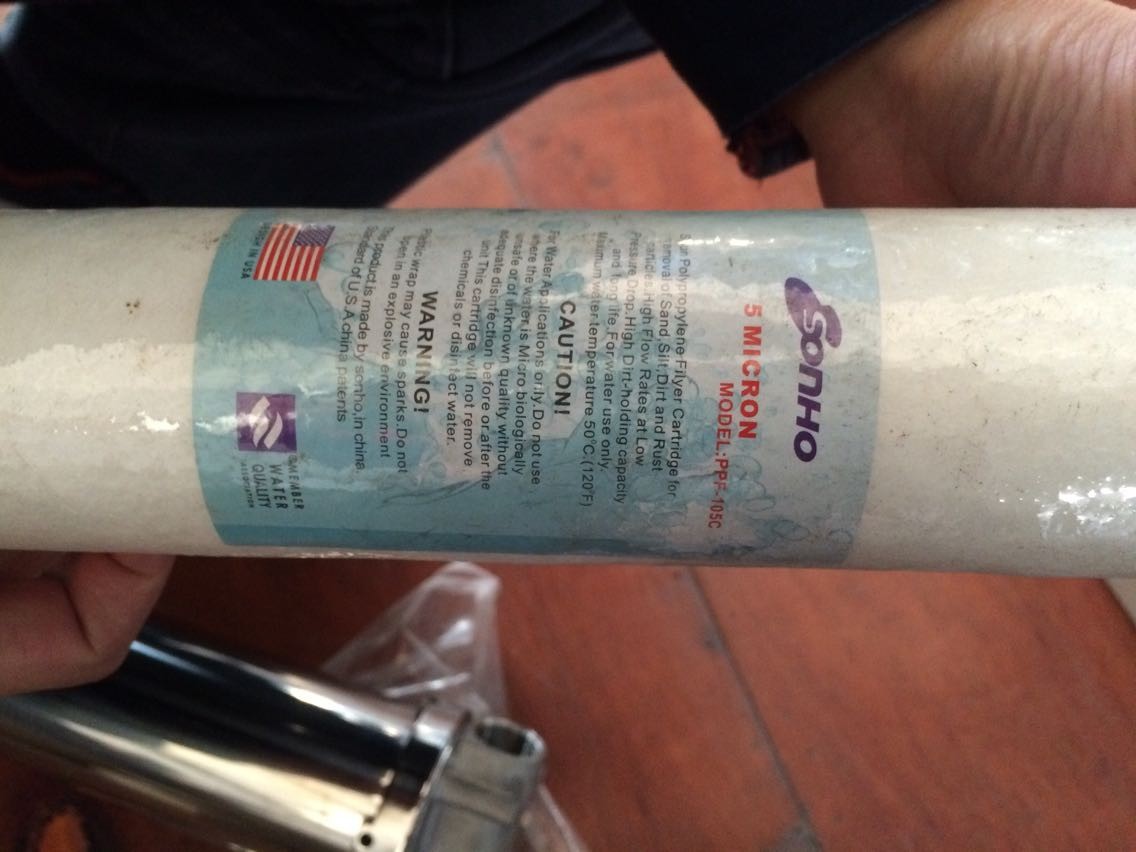 SONHO
5 MICRON
MODEL:PPF-105C
Spun Polypropylene Frlyer Cartridge for
removal of Sand,Silt,Dirt and Rust
particles.High Flow Rates at Low
Pressure Drop.High Dirt-holding capacity
and long life.For water use only.
Maximum water temperature 50°C.(120°F)
CAUTION!
For Water Applications only.Do not use
where the water is Micro biologically
unsafe or of unknown quality without
adequate disinfection before or after the
unit This cartridge will not remove
chemicals or disinfect water.
WARNING!
Plastic wrap may cause sparks.Do not
open in an explosive environment
This product,is made by sonho,in china.
Standard of U.S.A china patents
IN USA
MEMBER
WATER
QUALITY
ASSOCIATION